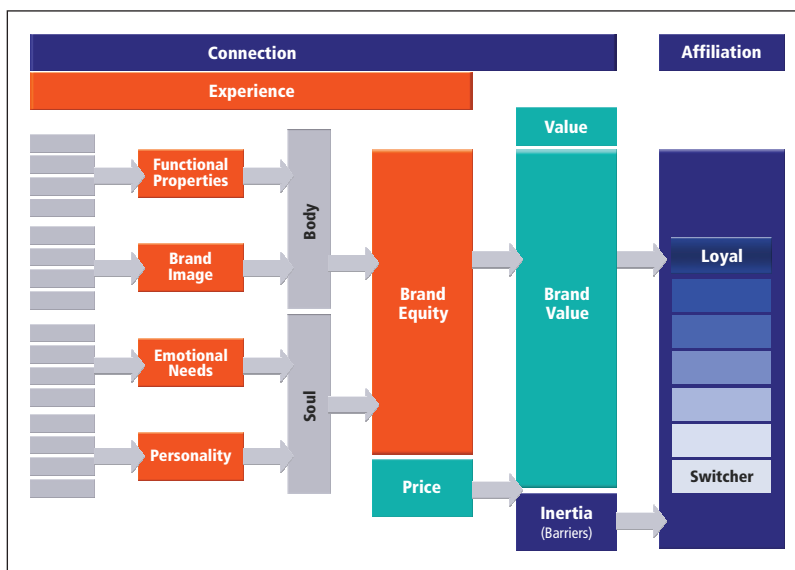 Connection
Affiliation
Experience
Value
Functional
Properties
Body
Brand
Image
Loyal
Brand
Equity
Brand
Value
Emotional
Needs
Soul
Personality
Switcher
Price
Inertia
(Barriers)